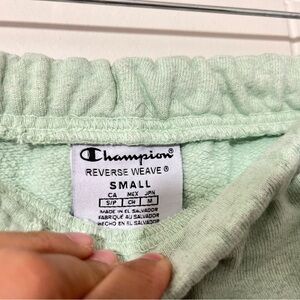 Champion®
REVERSE WEAVE®
SMALL
CA MEX JPN
S/P CH M
MADE IN EL SALVADOR
FABRIQUÉ AU SALVADOR
HECHO EN EL SALVADOR